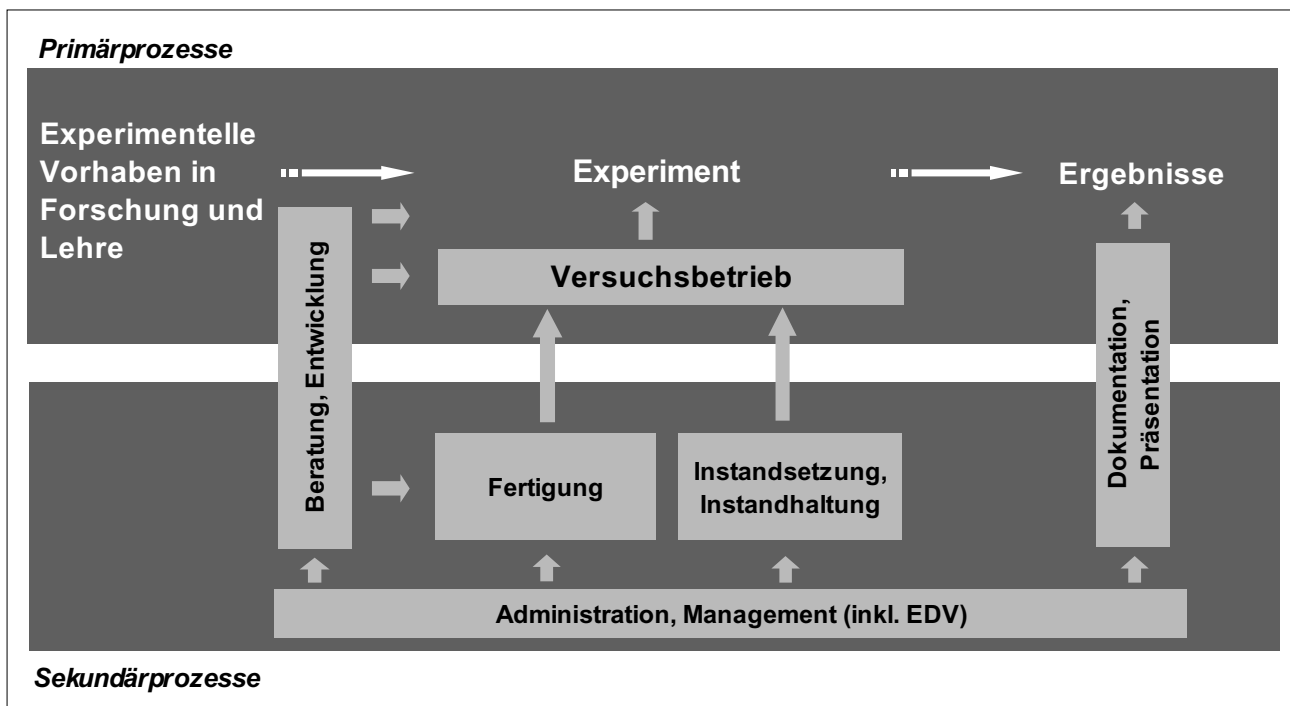 Primärprozesse
Experimentelle
Vorhaben in
Forschung und
Lehre
Experiment
Ergebnisse
Versuchsbetrieb
Beratung, Entwicklung
Dokumentation,
Präsentation
Fertigung
Instandsetzung,
Instandhaltung
Administration, Management (inkl. EDV)
Sekundärprozesse